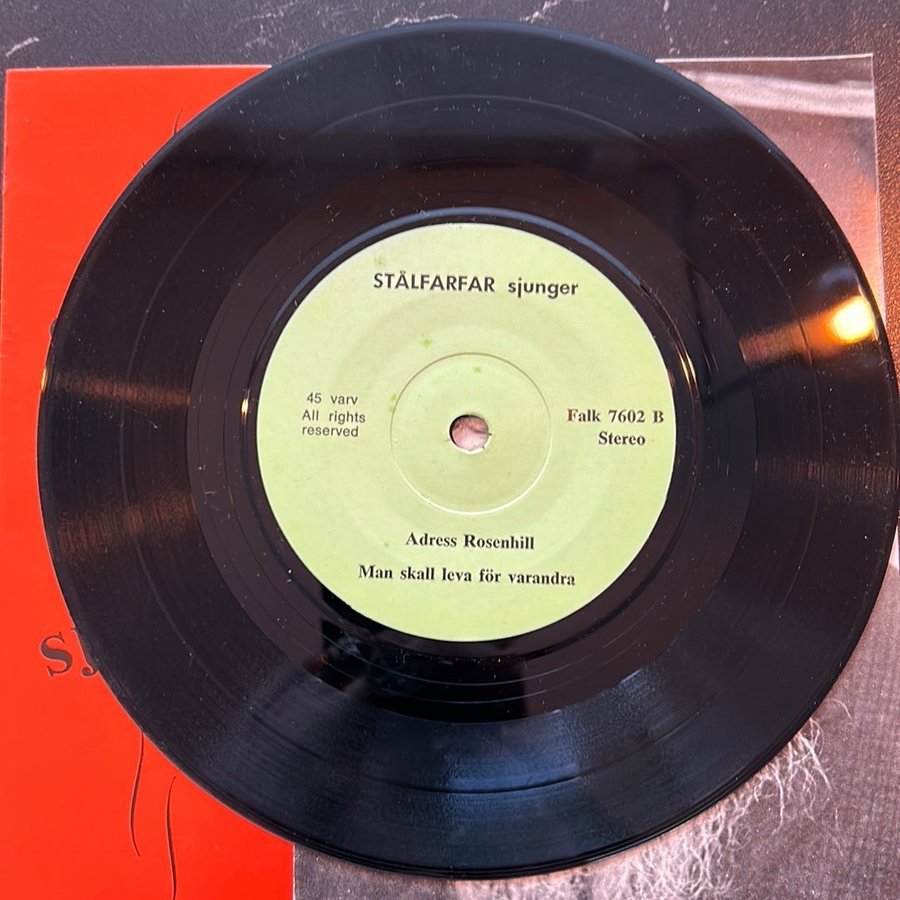 STÅLFARFAR sjunger
45 varv
All rights
reserved
Falk 7602 B
Stereo
Adress Rosenhill
Man skall leva för varandra